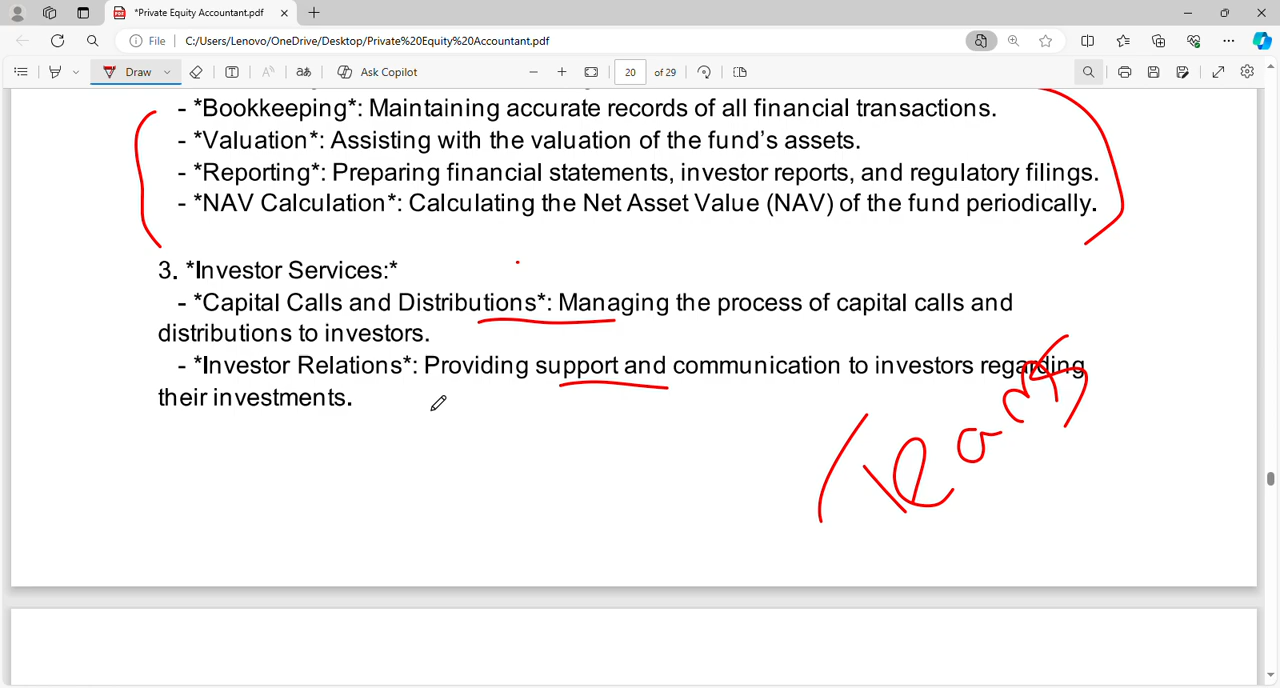 *Private Equity Accountant.pdf
File
C:/Users/Lenovo/OneDrive/Desktop/Private%20Equity%20Accountant.pdf
Draw
Ask Copilot
20 of 29
- *Bookkeeping*: Maintaining accurate records of all financial transactions.
- *Valuation*: Assisting with the valuation of the fund's assets.
- *Reporting*: Preparing financial statements, investor reports, and regulatory filings.
- *NAV Calculation*: Calculating the Net Asset Value (NAV) of the fund periodically.
3. *Investor Services:*
- *Capital Calls and Distributions*: Managing the process of capital calls and
distributions to investors.
- *Investor Relations*: Providing support and communication to investors regarding
their investments.